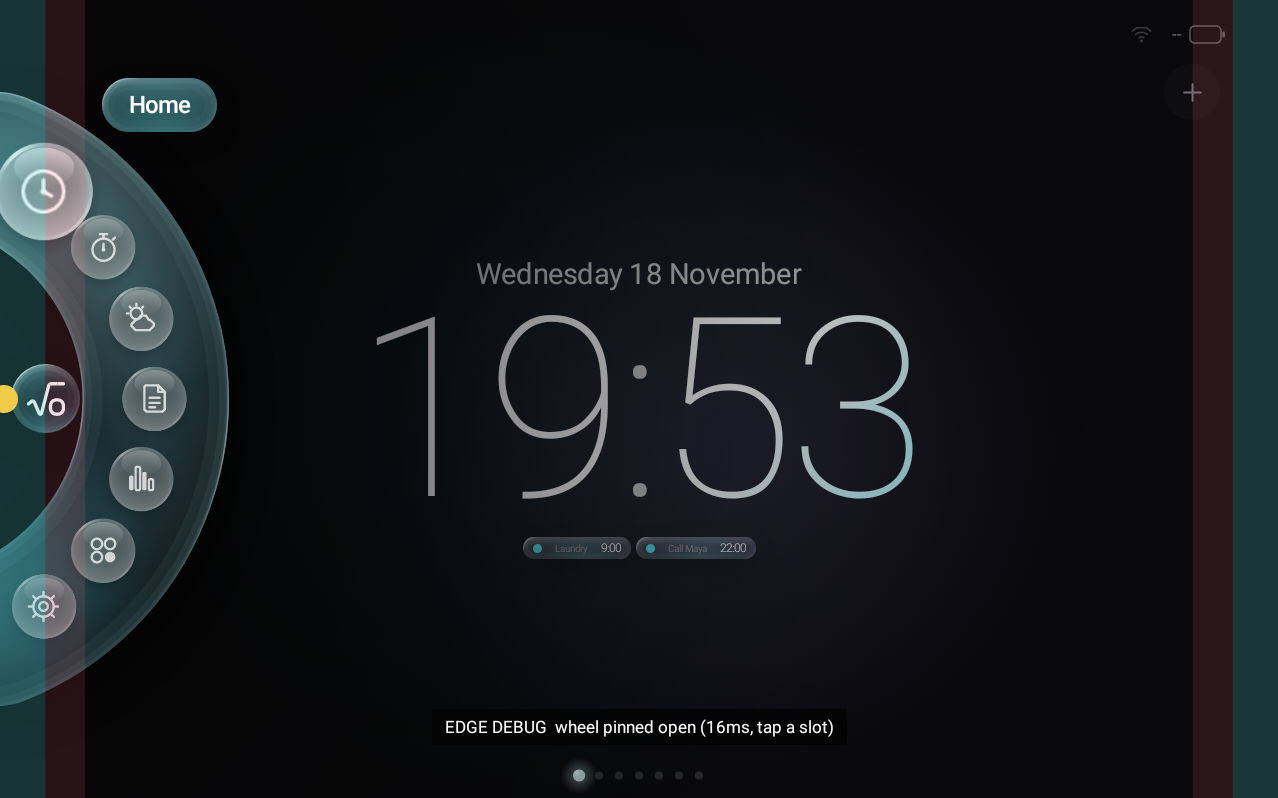 --
Home
Wednesday 18 November
19:53
Laundry 9:00 Call Maya 22:00
EDGE DEBUG wheel pinned open (16ms, tap a slot)